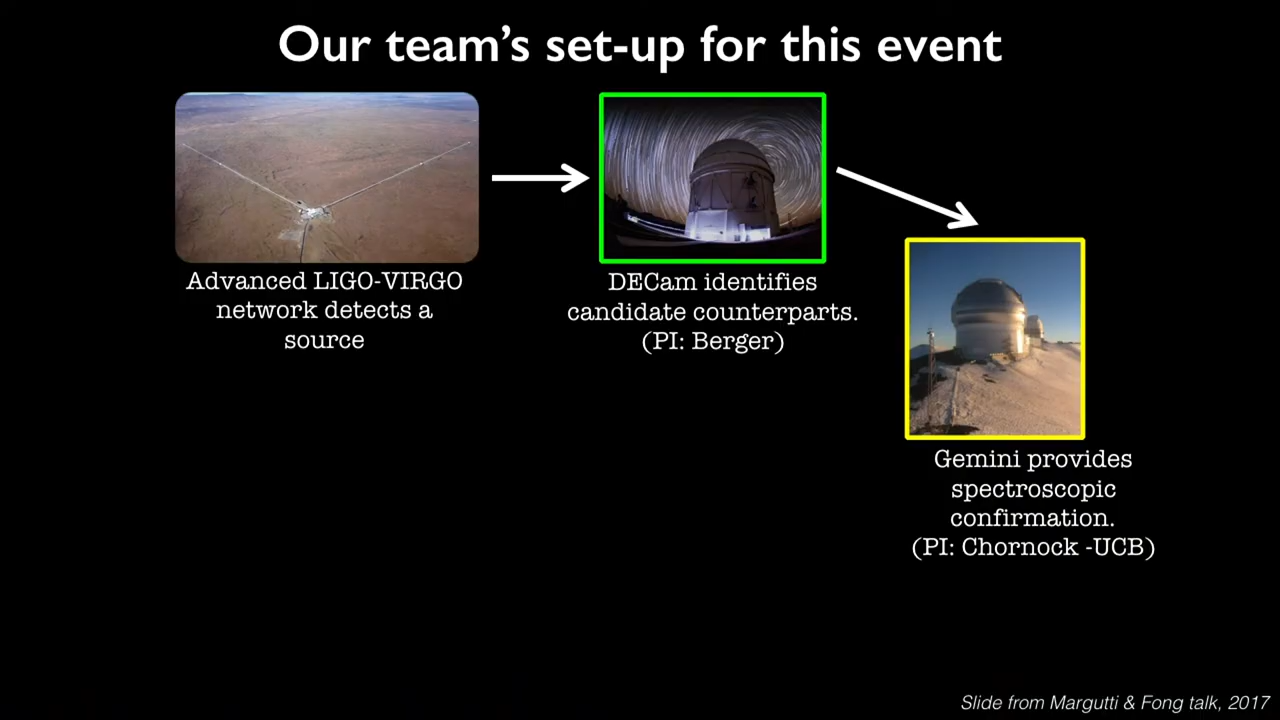 Our team's set-up for this event
Advanced LIGO-VIRGO
network detects a
source
DECam identifies
candidate counterparts.
(PI: Berger)
Gemini provides
spectroscopic
confirmation.
(PI: Chornock -UCB)
Slide from Margutti & Fong talk, 2017